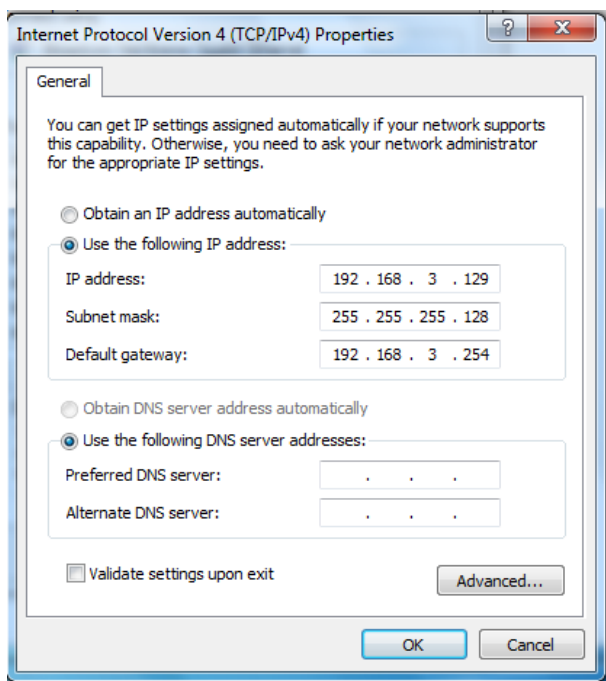 Internet Protocol Version 4 (TCP/IPv4) Properties
?
General
You can get IP settings assigned automatically if your network supports
this capability. Otherwise, you need to ask your network administrator
for the appropriate IP settings.
Obtain an IP address automatically
Use the following IP address:
IP address: 192 . 168 . 3 . 129
Subnet mask: 255 . 255 . 255 . 128
Default gateway: 192 . 168 . 3 . 254
Obtain DNS server address automatically
Use the following DNS server addresses:
Preferred DNS server: . . .
Alternate DNS server: . . .
Validate settings upon exit
Advanced...
OK Cancel